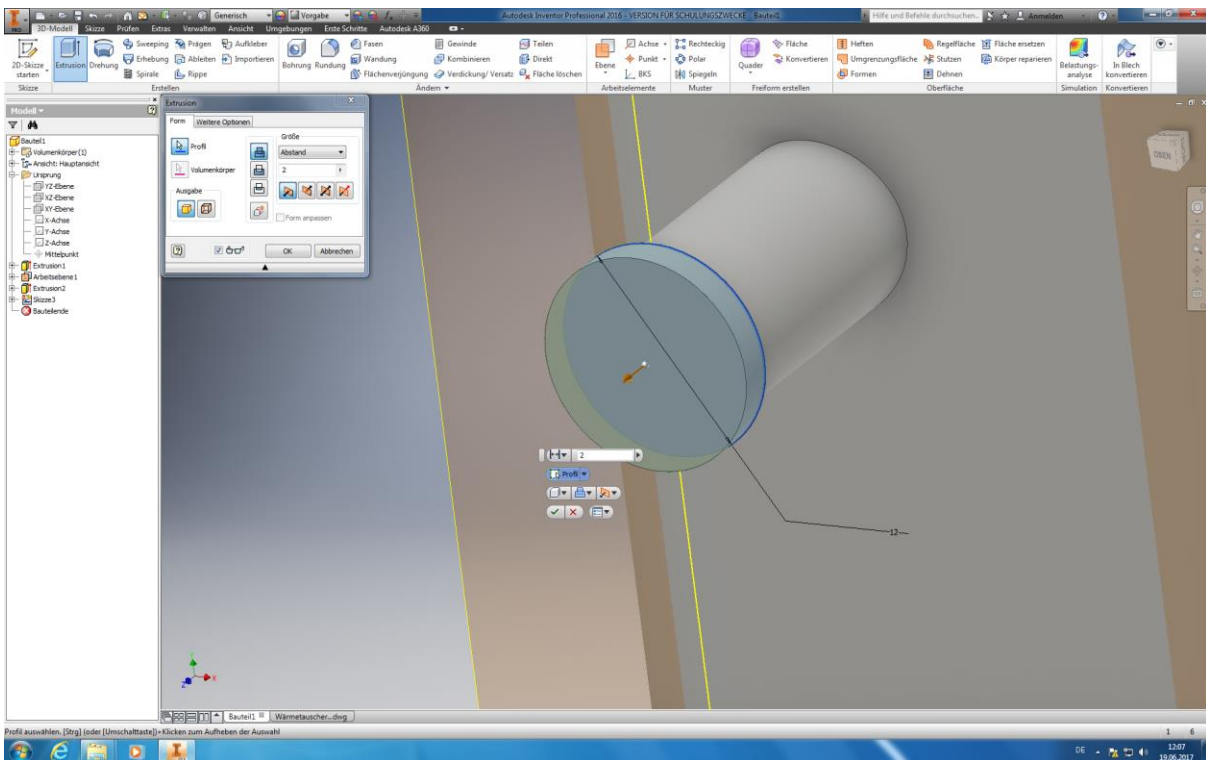 Generisch Vorgabe Autodesk Inventor Professional 2016 - VERSION FÜR SCHULUNGSZWECKE Bauteil1 Hilfe und Befehle durchsuchen... Anmelden
PRO 3D-Modell Skizze Prüfen Extras Verwalten Ansicht Umgebungen Erste Schritte Autodesk A360
2D-Skizze starten
Extrusion
Drehung
Sweeping
Erhebung
Spirale
Prägen
Ableiten
Rippe
Aufkleber
Importieren
Bohrung
Rundung
Fasen
Wandung
Flächenverjüngung
Gewinde
Kombinieren
Verdickung/ Versatz
Teilen
Direkt
Fläche löschen
Ebene
Achse
Punkt
BKS
Rechteckig
Polar
Spiegeln
Quader
Fläche
Konvertieren
Heften
Umgrenzungsfläche
Formen
Regelfläche
Stutzen
Dehnen
Fläche ersetzen
Körper reparieren
Belastungs-
analyse
In Blech
konvertieren
Skizze Erstellen Ändern Arbeitselemente Muster Freiform erstellen Oberfläche Simulation Konvertieren
Modell
Bauteil1
Volumenkörper(1)
Ansicht: Hauptansicht
Ursprung
YZ-Ebene
XZ-Ebene
XY-Ebene
X-Achse
Y-Achse
Z-Achse
Mittelpunkt
Extrusion1
Arbeitsebene1
Extrusion2
Skizze3
Bauteilende
Extrusion
Form Weitere Optionen
Profil
Volumenkörper
Ausgabe
Größe
Abstand
2
Form anpassen
OK Abbrechen
OBEN
2
Profil
12
Y
X
Z
Bauteil1 Wärmetauscher...dwg
Profil auswählen. [Strg] (oder [Umschalttaste])+Klicken zum Aufheben der Auswahl 1 6
DE 12:07
19.06.2017